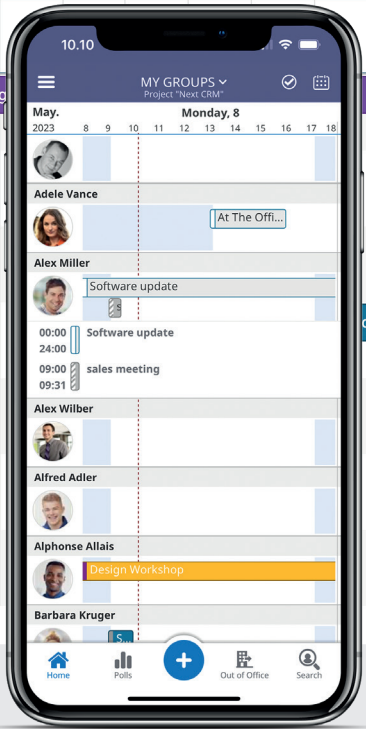 10.10
MY GROUPS
Project "Next CRM"
May. Monday, 8
2023 8 9 10 11 12 13 14 15 16 17 18
Adele Vance
At The Offi...
Alex Miller
Software update
s
00:00 Software update
24:00
09:00 sales meeting
09:31
Alex Wilber
Alfred Adler
Alphonse Allais
Design Workshop
Barbara Kruger
S...
+
Home Polls Out of Office Search